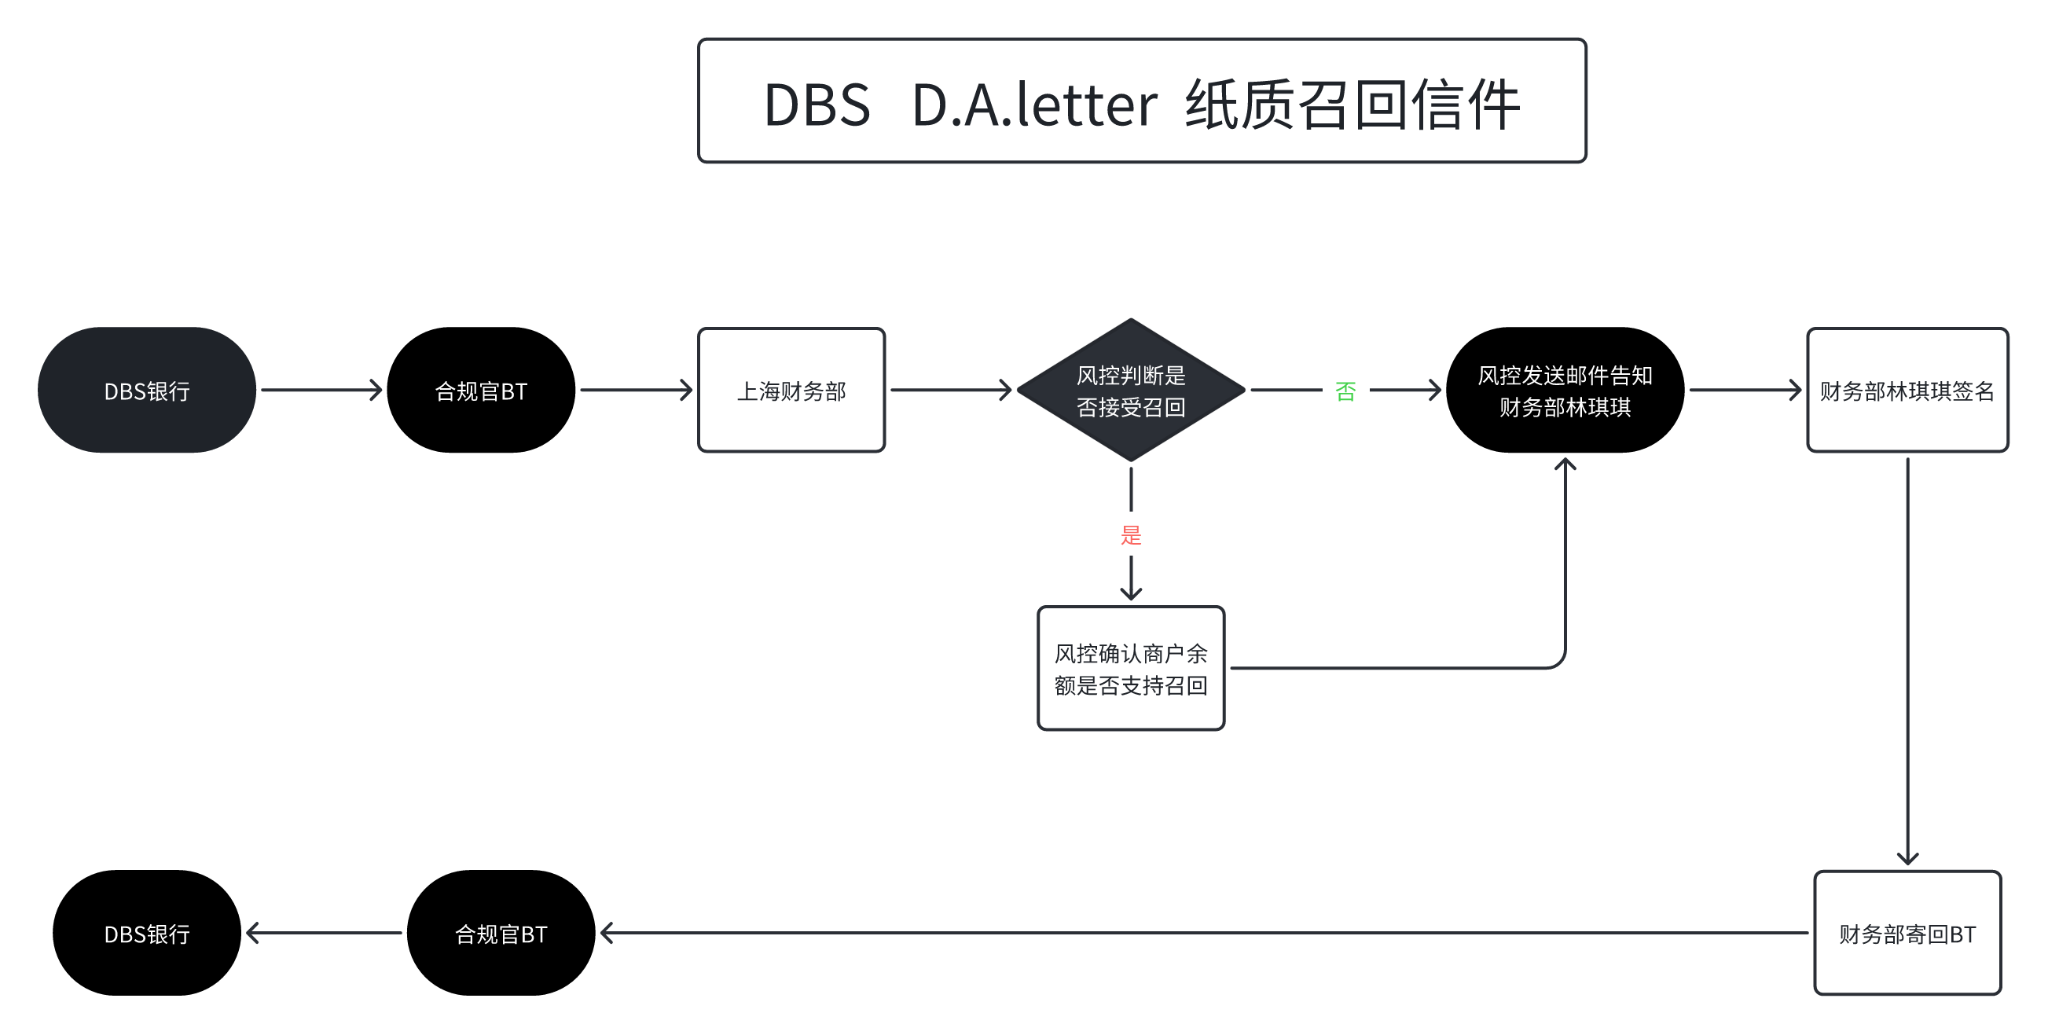 DBS D.A.letter 纸质召回信件
DBS银行
合规官BT
上海财务部
风控判断是
否接受召回
否
风控发送邮件告知
财务部林琪琪
财务部林琪琪签名
是
风控确认商户余
额是否支持召回
DBS银行
合规官BT
财务部寄回BT